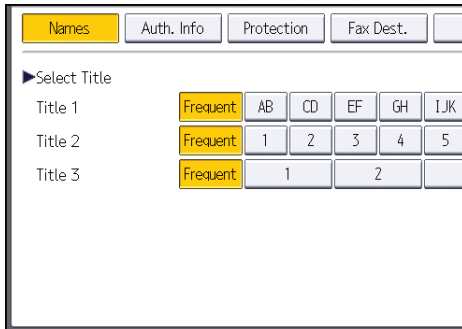 Names Auth. Info Protection Fax Dest.
▶Select Title
Title 1 Frequent AB CD EF GH IJK
Title 2 Frequent 1 2 3 4 5
Title 3 Frequent 1 2